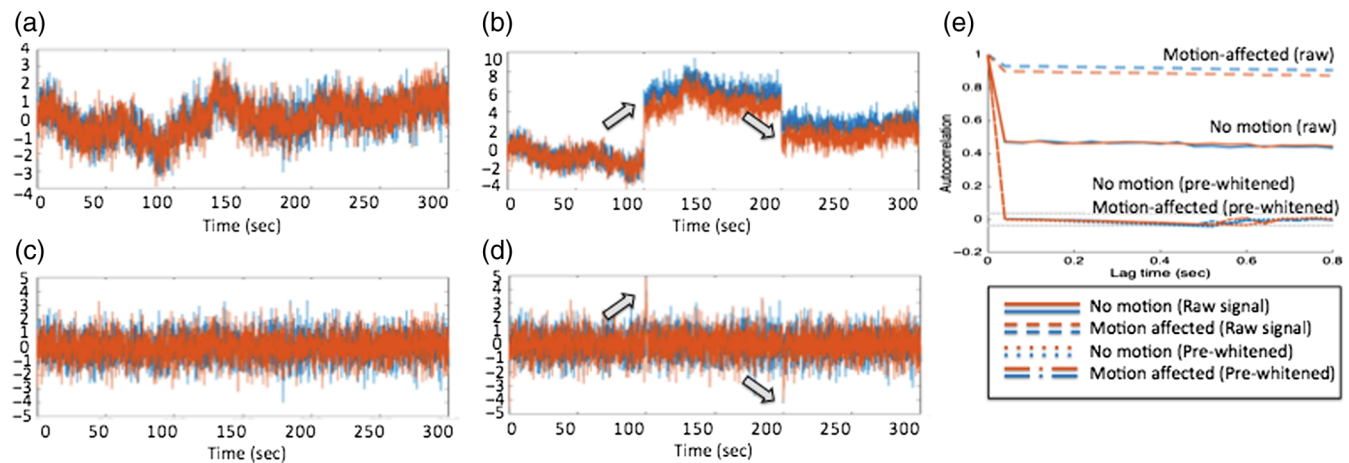 (a)
4
3
2
1
0
−1
−2
−3
−4
0 50 100 150 200 250 300
Time (sec)
(b)
10
8
6
4
2
0
−2
−4
0 50 100 150 200 250 300
Time (sec)
(c)
5
4
3
2
1
0
−1
−2
−3
−4
−5
0 50 100 150 200 250 300
Time (sec)
(d)
5
4
3
2
1
0
−1
−2
−3
−4
−5
0 50 100 150 200 250 300
Time (sec)
(e)
Autocorrelation
1
0.8
0.6
0.4
0.2
0
−0.2
Motion-affected (raw)
No motion (raw)
No motion (pre-whitened)
Motion-affected (pre-whitened)
0 0.2 0.4 0.6 0.8
Lag time (sec)
No motion (Raw signal)
Motion affected (Raw signal)
No motion (Pre-whitened)
Motion affected (Pre-whitened)